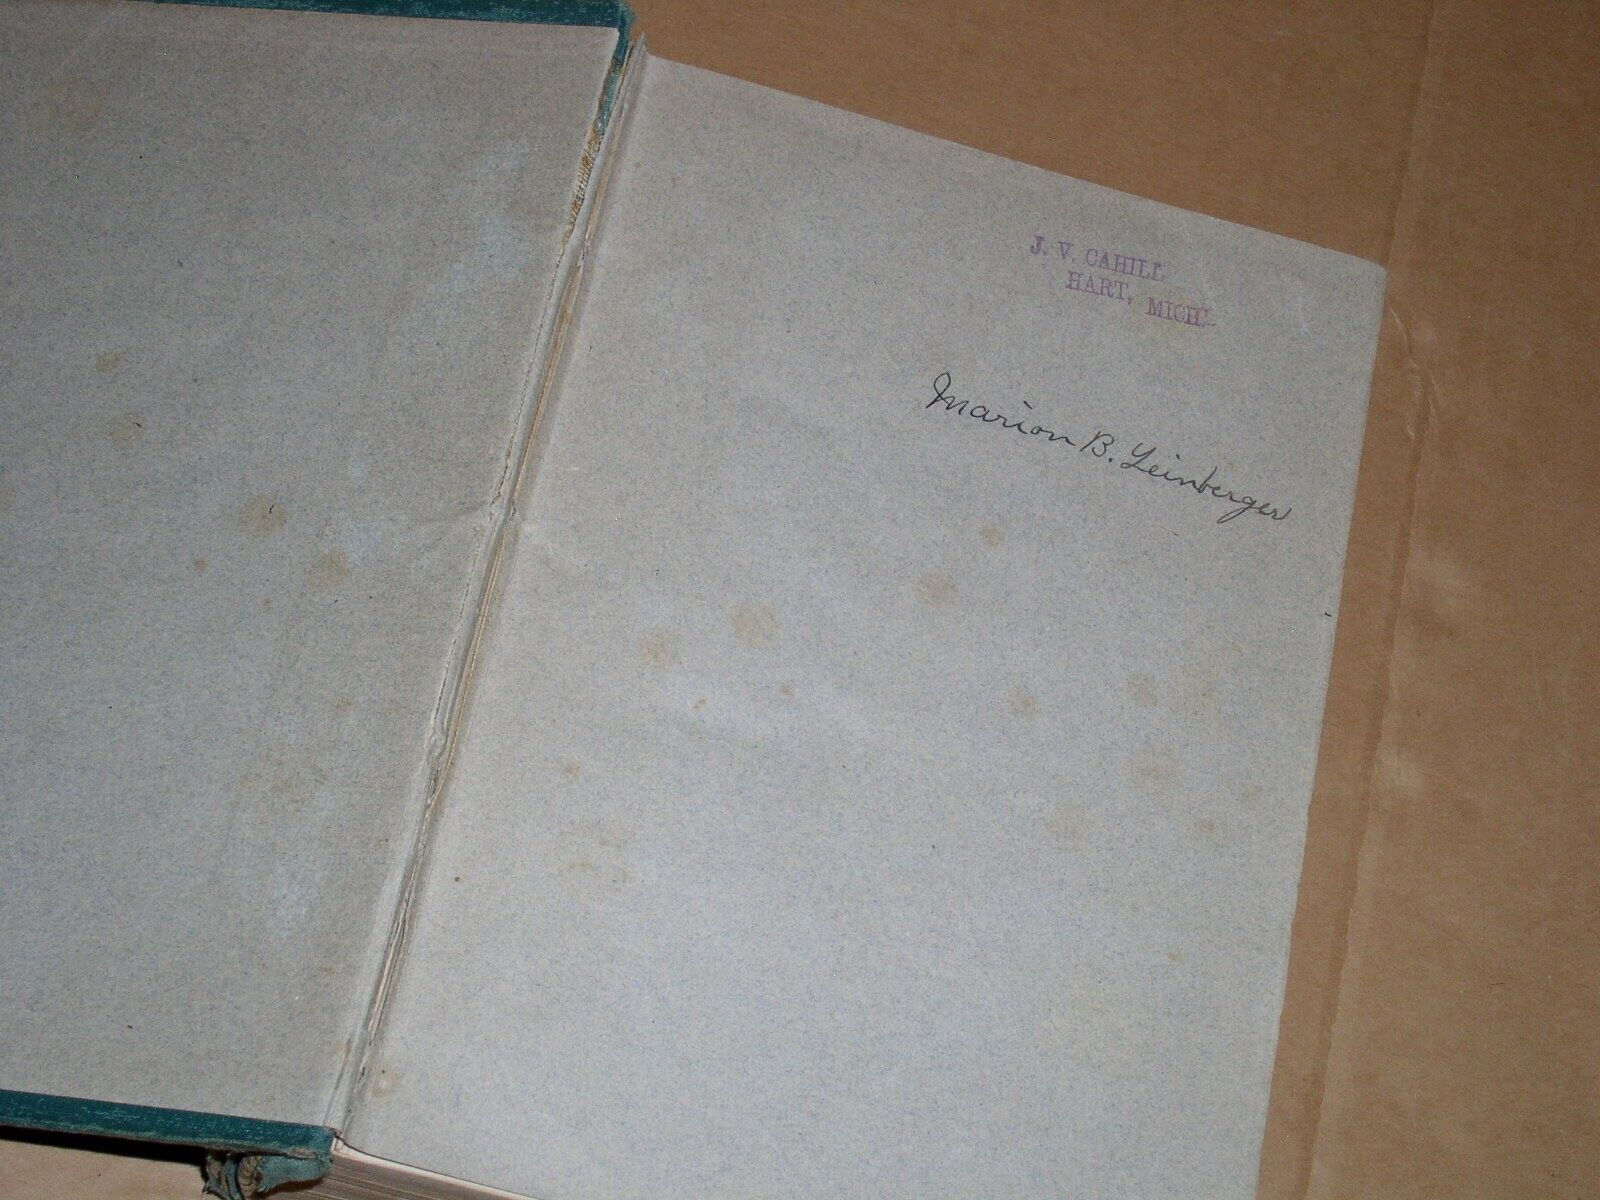 J. V. CAHILL
HART, MICH.
Marion B. Leinberger